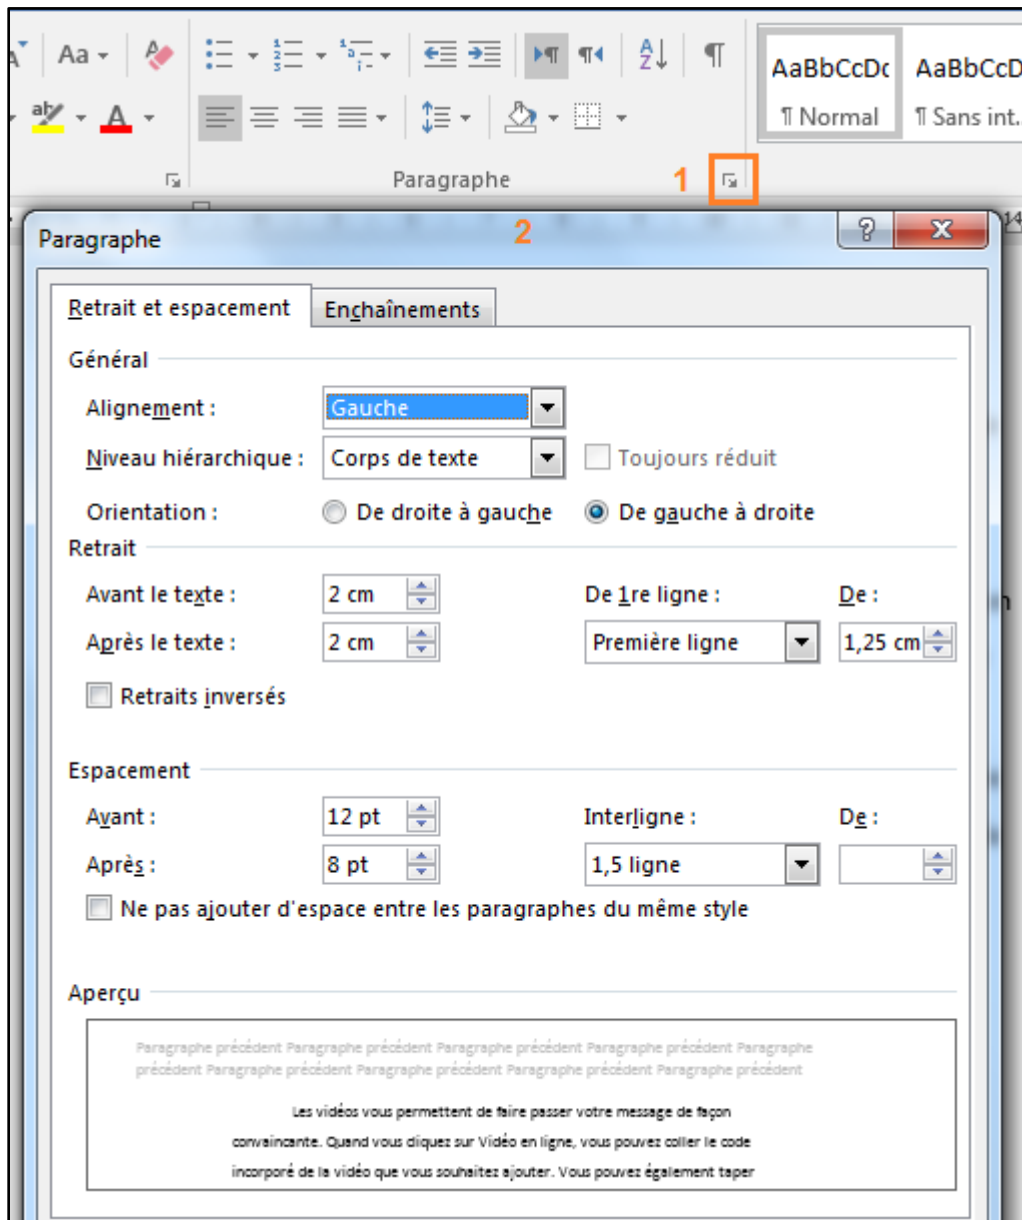 Aa
AaBbCcDc AaBbCcD
¶ Normal ¶ Sans int..
Paragraphe 1
14
Paragraphe 2
Retrait et espacement Enchaînements
Général
Alignement : Gauche
Niveau hiérarchique : Corps de texte Toujours réduit
Orientation : De droite à gauche De gauche à droite
Retrait
Avant le texte : 2 cm De 1re ligne : De :
Après le texte : 2 cm Première ligne 1,25 cm
Retraits inversés
Espacement
Avant : 12 pt Interligne : De :
Après : 8 pt 1,5 ligne
Ne pas ajouter d'espace entre les paragraphes du même style
Aperçu
Paragraphe précédent Paragraphe précédent Paragraphe précédent Paragraphe précédent Paragraphe
précédent Paragraphe précédent Paragraphe précédent Paragraphe précédent Paragraphe précédent
Les vidéos vous permettent de faire passer votre message de façon
convaincante. Quand vous cliquez sur Vidéo en ligne, vous pouvez coller le code
incorporé de la vidéo que vous souhaitez ajouter. Vous pouvez également taper